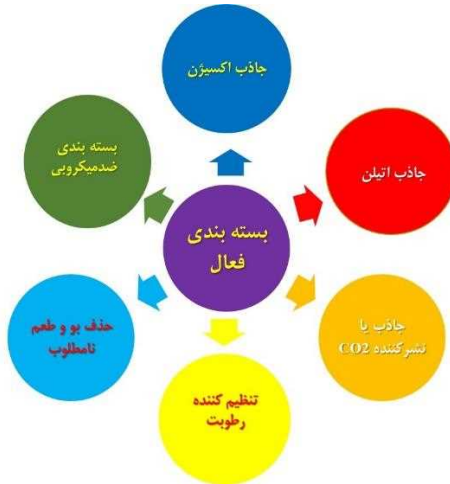 جاذب اکسیژن
بسته بندی
ضدمیکروبی
جاذب اتیلن
بسته بندی
فعال
حذف بو و طعم
نامطلوب
جاذب یا
نشرکننده CO2
تنظیم کننده
رطوبت